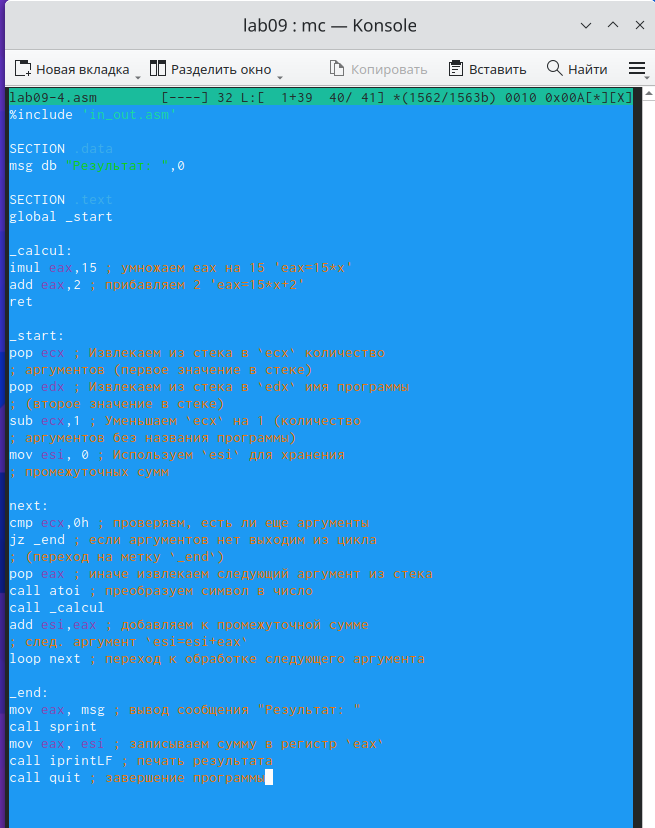 lab09 : mc — Konsole
Новая вкладка Разделить окно Копировать Вставить Найти
lab09-4.asm [----] 32 L:[ 1+39 40/ 41] *(1562/1563b) 0010 0x00A[*][X]
%include 'in_out.asm'
SECTION .data
msg db "Результат: ",0
SECTION .text
global _start
_calcul:
imul eax,15 ; умножаем eax на 15 'eax=15*x'
add eax,2 ; прибавляем 2 'eax=15*x+2'
ret
_start:
pop ecx ; Извлекаем из стека в `ecx` количество
; аргументов (первое значение в стеке)
pop edx ; Извлекаем из стека в `edx` имя программы
; (второе значение в стеке)
sub ecx,1 ; Уменьшаем `ecx` на 1 (количество
; аргументов без названия программы)
mov esi, 0 ; Используем `esi` для хранения
; промежуточных сумм
next:
cmp ecx,0h ; проверяем, есть ли еще аргументы
jz _end ; если аргументов нет выходим из цикла
; (переход на метку `_end`)
pop eax ; иначе извлекаем следующий аргумент из стека
call atoi ; преобразуем символ в число
call _calcul
add esi,eax ; добавляем к промежуточной сумме
; след. аргумент `esi=esi+eax`
loop next ; переход к обработке следующего аргумента
_end:
mov eax, msg ; вывод сообщения "Результат: "
call sprint
mov eax, esi ; записываем сумму в регистр `eax`
call iprintLF ; печать результата
call quit ; завершение программы